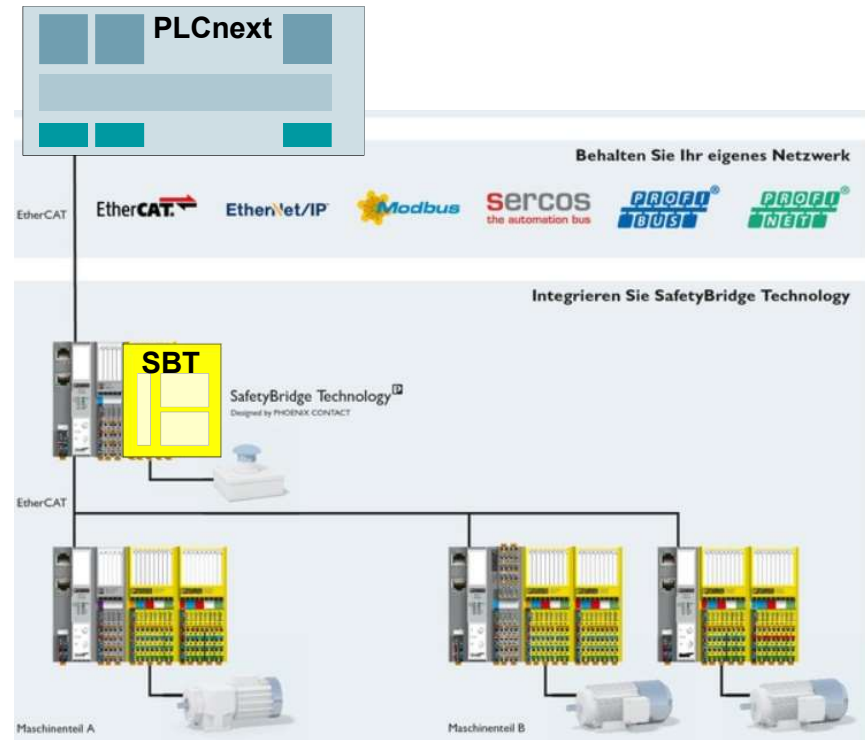 PLCnext
Behalten Sie Ihr eigenes Netzwerk
EtherCAT
EtherCAT.
EtherNet/IP
Modbus
sercos
the automation bus
PROFI
BUS
PROFI
NET
Integrieren Sie SafetyBridge Technology
SBT
SafetyBridge Technology
Designed by PHOENIX CONTACT
EtherCAT
Maschinenteil A
Maschinenteil B